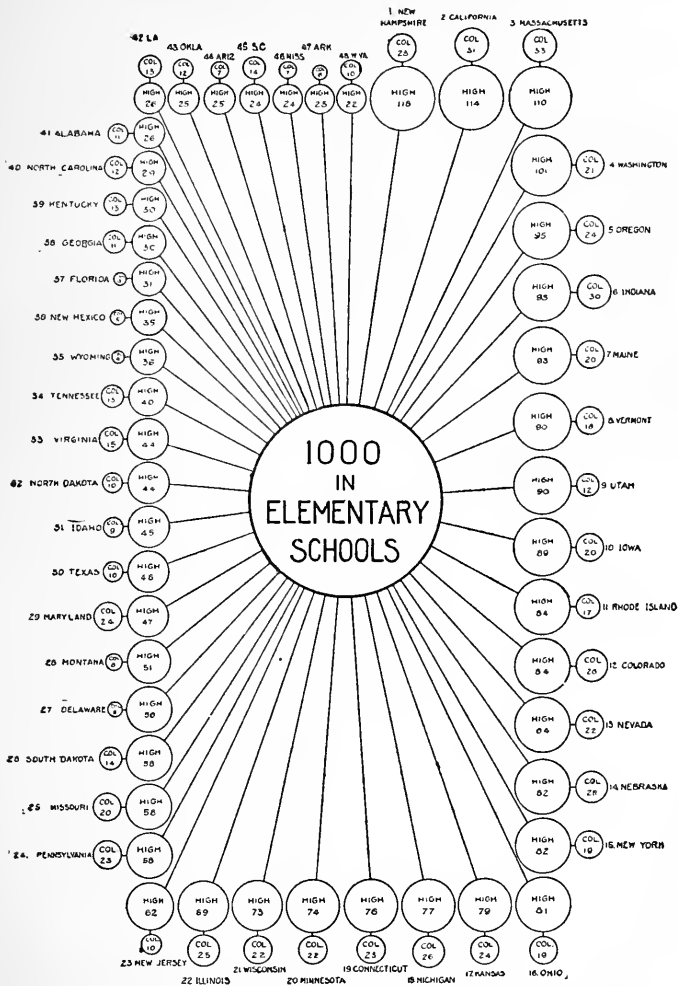 1 NEW
HAMPSHIRE
COL
HIGH
118
2 CALIFORNIA
COL
31
HIGH
114
3 MASSACHUSETTS
COL
33
HIGH
110
4 WASHINGTON
COL
21
HIGH
101
5 OREGON
COL
24
HIGH
95
6 INDIANA
COL
30
HIGH
93
7 MAINE
COL
20
HIGH
93
8 VERMONT
COL
18
HIGH
90
9 UTAH
COL
12
HIGH
90
10 IOWA
COL
20
HIGH
89
11 RHODE ISLAND
COL
17
HIGH
84
12 COLORADO
COL
HIGH
84
13 NEVADA
COL
22
HIGH
84
14 NEBRASKA
COL
HIGH
82
15. NEW YORK
COL
19
HIGH
82
16. OHIO
COL.
19
HIGH
81
17 KANSAS
COL
24
HIGH
79
18 MICHIGAN
COL
26
HIGH
77
19 CONNECTICUT
COL
23
HIGH
76
20 MINNESOTA
COL
22
HIGH
74
21 WISCONSIN
COL
22
HIGH
73
22 ILLINOIS
COL
25
HIGH
69
23 NEW JERSEY
COL
10
HIGH
62
24. PENNSYLVANIA
COL
23
HIGH
58
25 MISSOURI
COL
20
HIGH
58
SOUTH DAKOTA
COL
14
HIGH
58
27 DELAWARE
HIGH
28 MONTANA
COL
HIGH
51
29 MARYLAND
COL
24
HIGH
47
30 TEXAS
COL
10
HIGH
31 IDAHO
COL
9
HIGH
45
NORTH DAKOTA
COL
10
HIGH
44
33 VIRGINIA
COL
15
HIGH
44
34 TENNESSEE
COL
13
HIGH
40
35 WYOMING
HIGH
36
NEW MEXICO
HIGH
35
37 FLORIDA
HIGH
31
38 GEORGIA
COL
11
HIGH
39 KENTUCKY
COL
13
HIGH
30
40 NORTH CAROLINA
COL
12
HIGH
29
41 ALABAMA
COL
11
HIGH
26
42 LA
COL
13
HIGH
26
43 OKLA
COL
12
HIGH
25
44 ARIZ
COL
7
HIGH
25
45 SC
COL
14
HIGH
24
46 MISS
COL
HIGH
24
47 ARK
COL
HIGH
23
48 W.VA.
COL
10
HIGH
22
1000
IN
ELEMENTARY
SCHOOLS